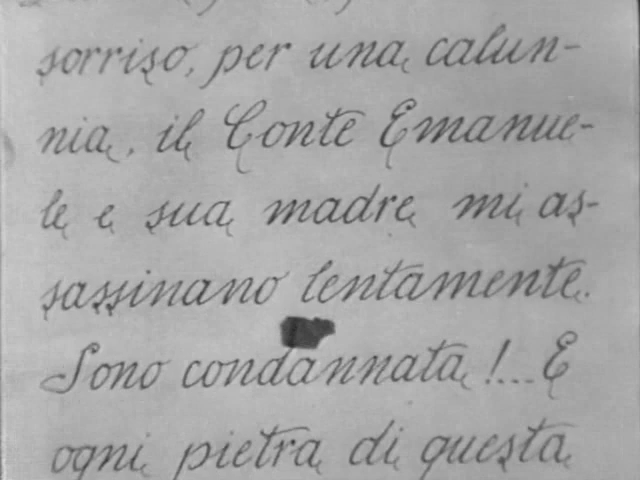 sorriso, per una calun-
nia, il Conte Emanue-
le e sua madre mi as-
sassinano lentamente.
Sono condannata!... E
ogni pietra di questa